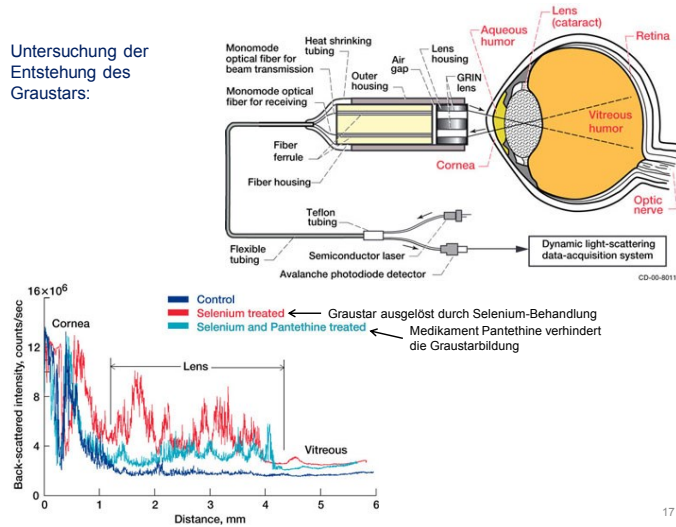 Untersuchung der
Entstehung des
Graustars:
Monomode
optical fiber for
beam transmission
Heat shrinking
tubing
Monomode optical
fiber for receiving
Outer
housing
Air
gap
Lens
housing
GRIN
lens
Aqueous
humor
Lens
(cataract)
Retina
Vitreous
humor
Cornea
Optic
nerve
Fiber
ferrule
Fiber housing
Teflon
tubing
Flexible
tubing
Semiconductor laser
Avalanche photodiode detector
Dynamic light-scattering
data-acquisition system
CD-00-8011
Control
Selenium treated
Graustar ausgelöst durch Selenium-Behandlung
Selenium and Pantethine treated
Medikament Pantethine verhindert
die Graustarbildung
Back-scattered intensity, counts/sec
16×10⁶
12
8
4
0
Cornea
Lens
Vitreous
0 1 2 3 4 5 6
Distance, mm
17